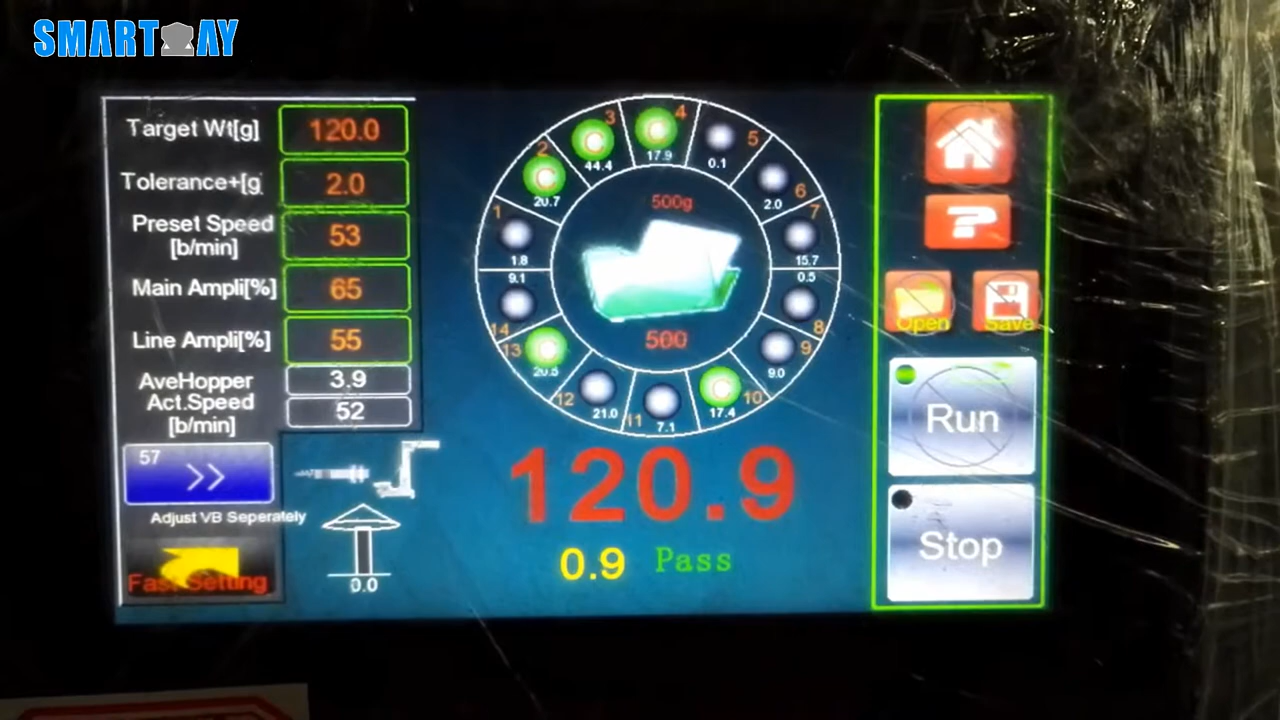 SMART AY
Target Wt[g] 120.0
Tolerance+[g 2.0
Preset Speed
[b/min] 53
Main Ampli[%] 65
Line Ampli[%] 55
AveHopper 3.9
Act.Speed
[b/min] 52
57 >>
Adjust VB Seperately
Fast Setting
0.0
1 1.8
2 20.7
3 44.4
4 17.9
5 0.1
6 2.0
7 15.7
8 0.5
9 9.0
10 17.4
11 7.1
12 21.0
13 20.5
14 9.1
500g
500
120.9
0.9 Pass
?
Open Save
Run
Stop